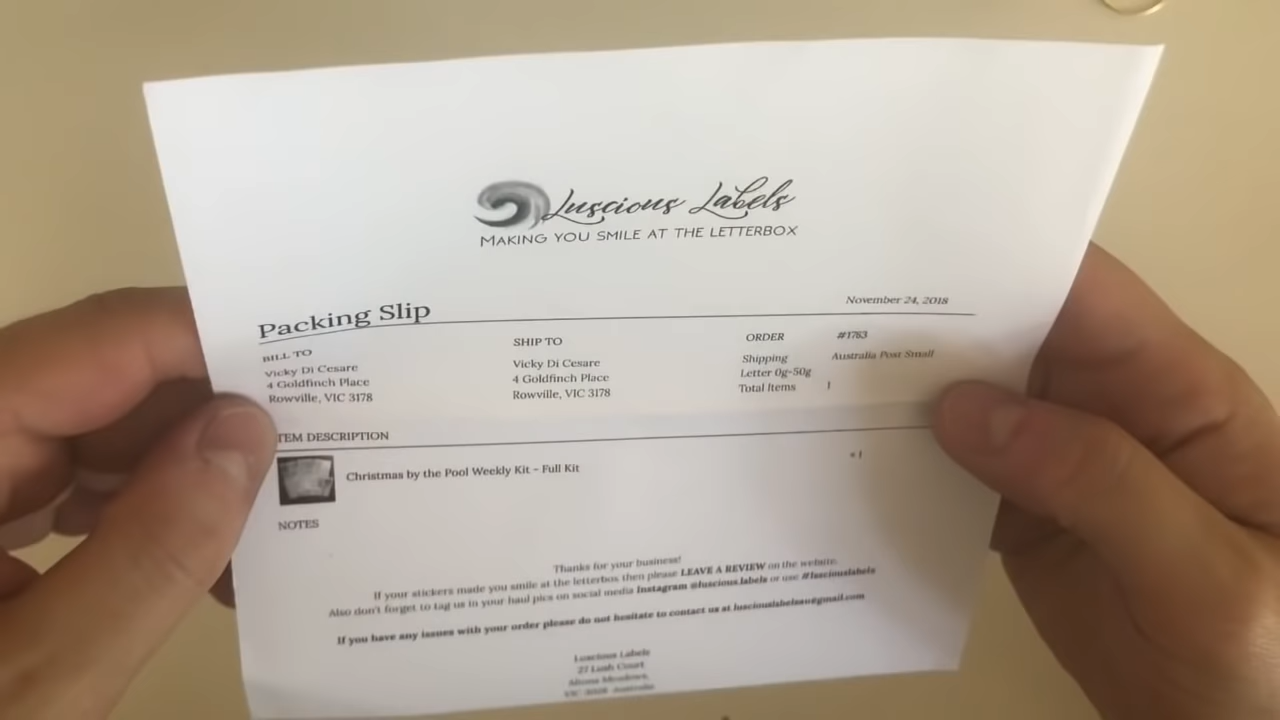 Luscious Labels
MAKING YOU SMILE AT THE LETTERBOX
Packing Slip
November 24, 2018
BILL TO
Vicky Di Cesare
4 Goldfinch Place
Rowville, VIC 3178
SHIP TO
Vicky Di Cesare
4 Goldfinch Place
Rowville, VIC 3178
ORDER #1763
Shipping Australia Post Small
Letter 0g-50g
Total Items 1
TEM DESCRIPTION
Christmas by the Pool Weekly Kit - Full Kit × 1
NOTES
Thanks for your business!
If your stickers made you smile at the letterbox then please LEAVE A REVIEW on the website.
Also don't forget to tag us in your haul pics on social media Instagram @luscious.labels or use #lusciouslabels
If you have any issues with your order please do not hesitate to contact us at lusciouslabelsau@gmail.com
Luscious Labels
27 Lush Court
Altona Meadows,
VIC 3028 Australia